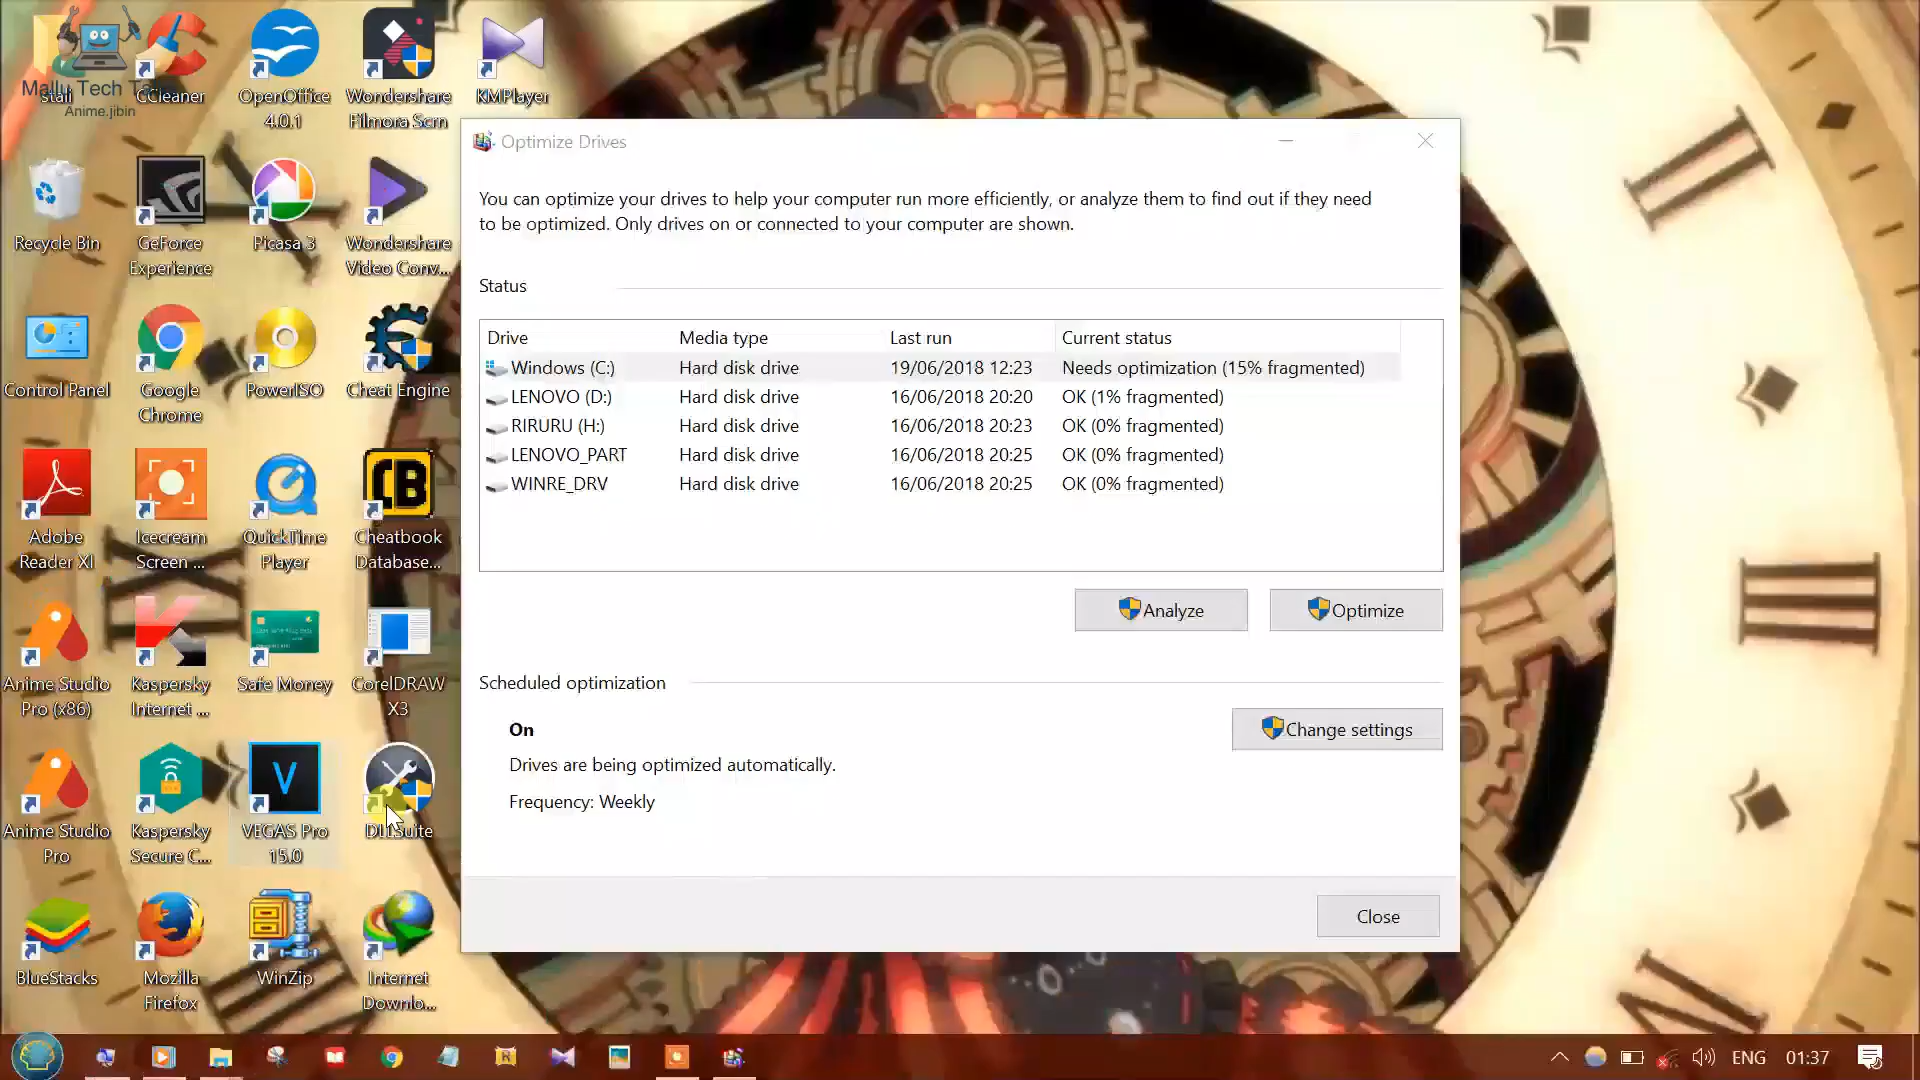 Mallu Tech Ta
Anime.jibin
Stail
CCleaner
OpenOffice
4.0.1
Wondershare
Filmora Scrn
KMPlayer
Recycle Bin
GeForce
Experience
Picasa 3
Wondershare
Video Conv...
Control Panel
Google
Chrome
PowerISO
Cheat Engine
Adobe
Reader XI
Icecream
Screen ...
QuickTime
Player
Cheatbook
Database...
Anime Studio
Pro (x86)
Kaspersky
Internet ...
Safe Money
CorelDRAW
X3
Anime Studio
Pro
Kaspersky
Secure C...
VEGAS Pro
15.0
DLLSuite
BlueStacks
Mozilla
Firefox
WinZip
Internet
Downlo...
Optimize Drives
You can optimize your drives to help your computer run more efficiently, or analyze them to find out if they need
to be optimized. Only drives on or connected to your computer are shown.
Status
Drive Media type Last run Current status
Windows (C:) Hard disk drive 19/06/2018 12:23 Needs optimization (15% fragmented)
LENOVO (D:) Hard disk drive 16/06/2018 20:20 OK (1% fragmented)
RIRURU (H:) Hard disk drive 16/06/2018 20:23 OK (0% fragmented)
LENOVO_PART Hard disk drive 16/06/2018 20:25 OK (0% fragmented)
WINRE_DRV Hard disk drive 16/06/2018 20:25 OK (0% fragmented)
Analyze Optimize
Scheduled optimization
On
Change settings
Drives are being optimized automatically.
Frequency: Weekly
Close
ENG 01:37